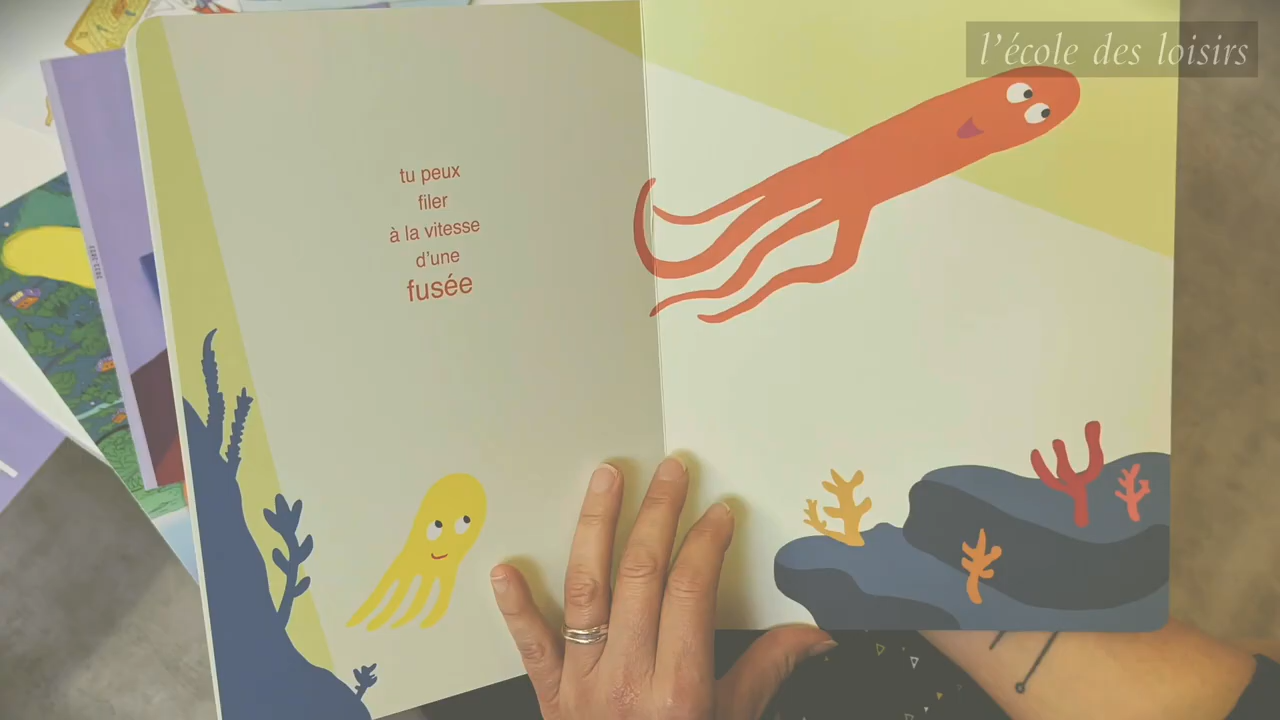 l'école des loisirs
tu peux
filer
à la vitesse
d'une
fusée